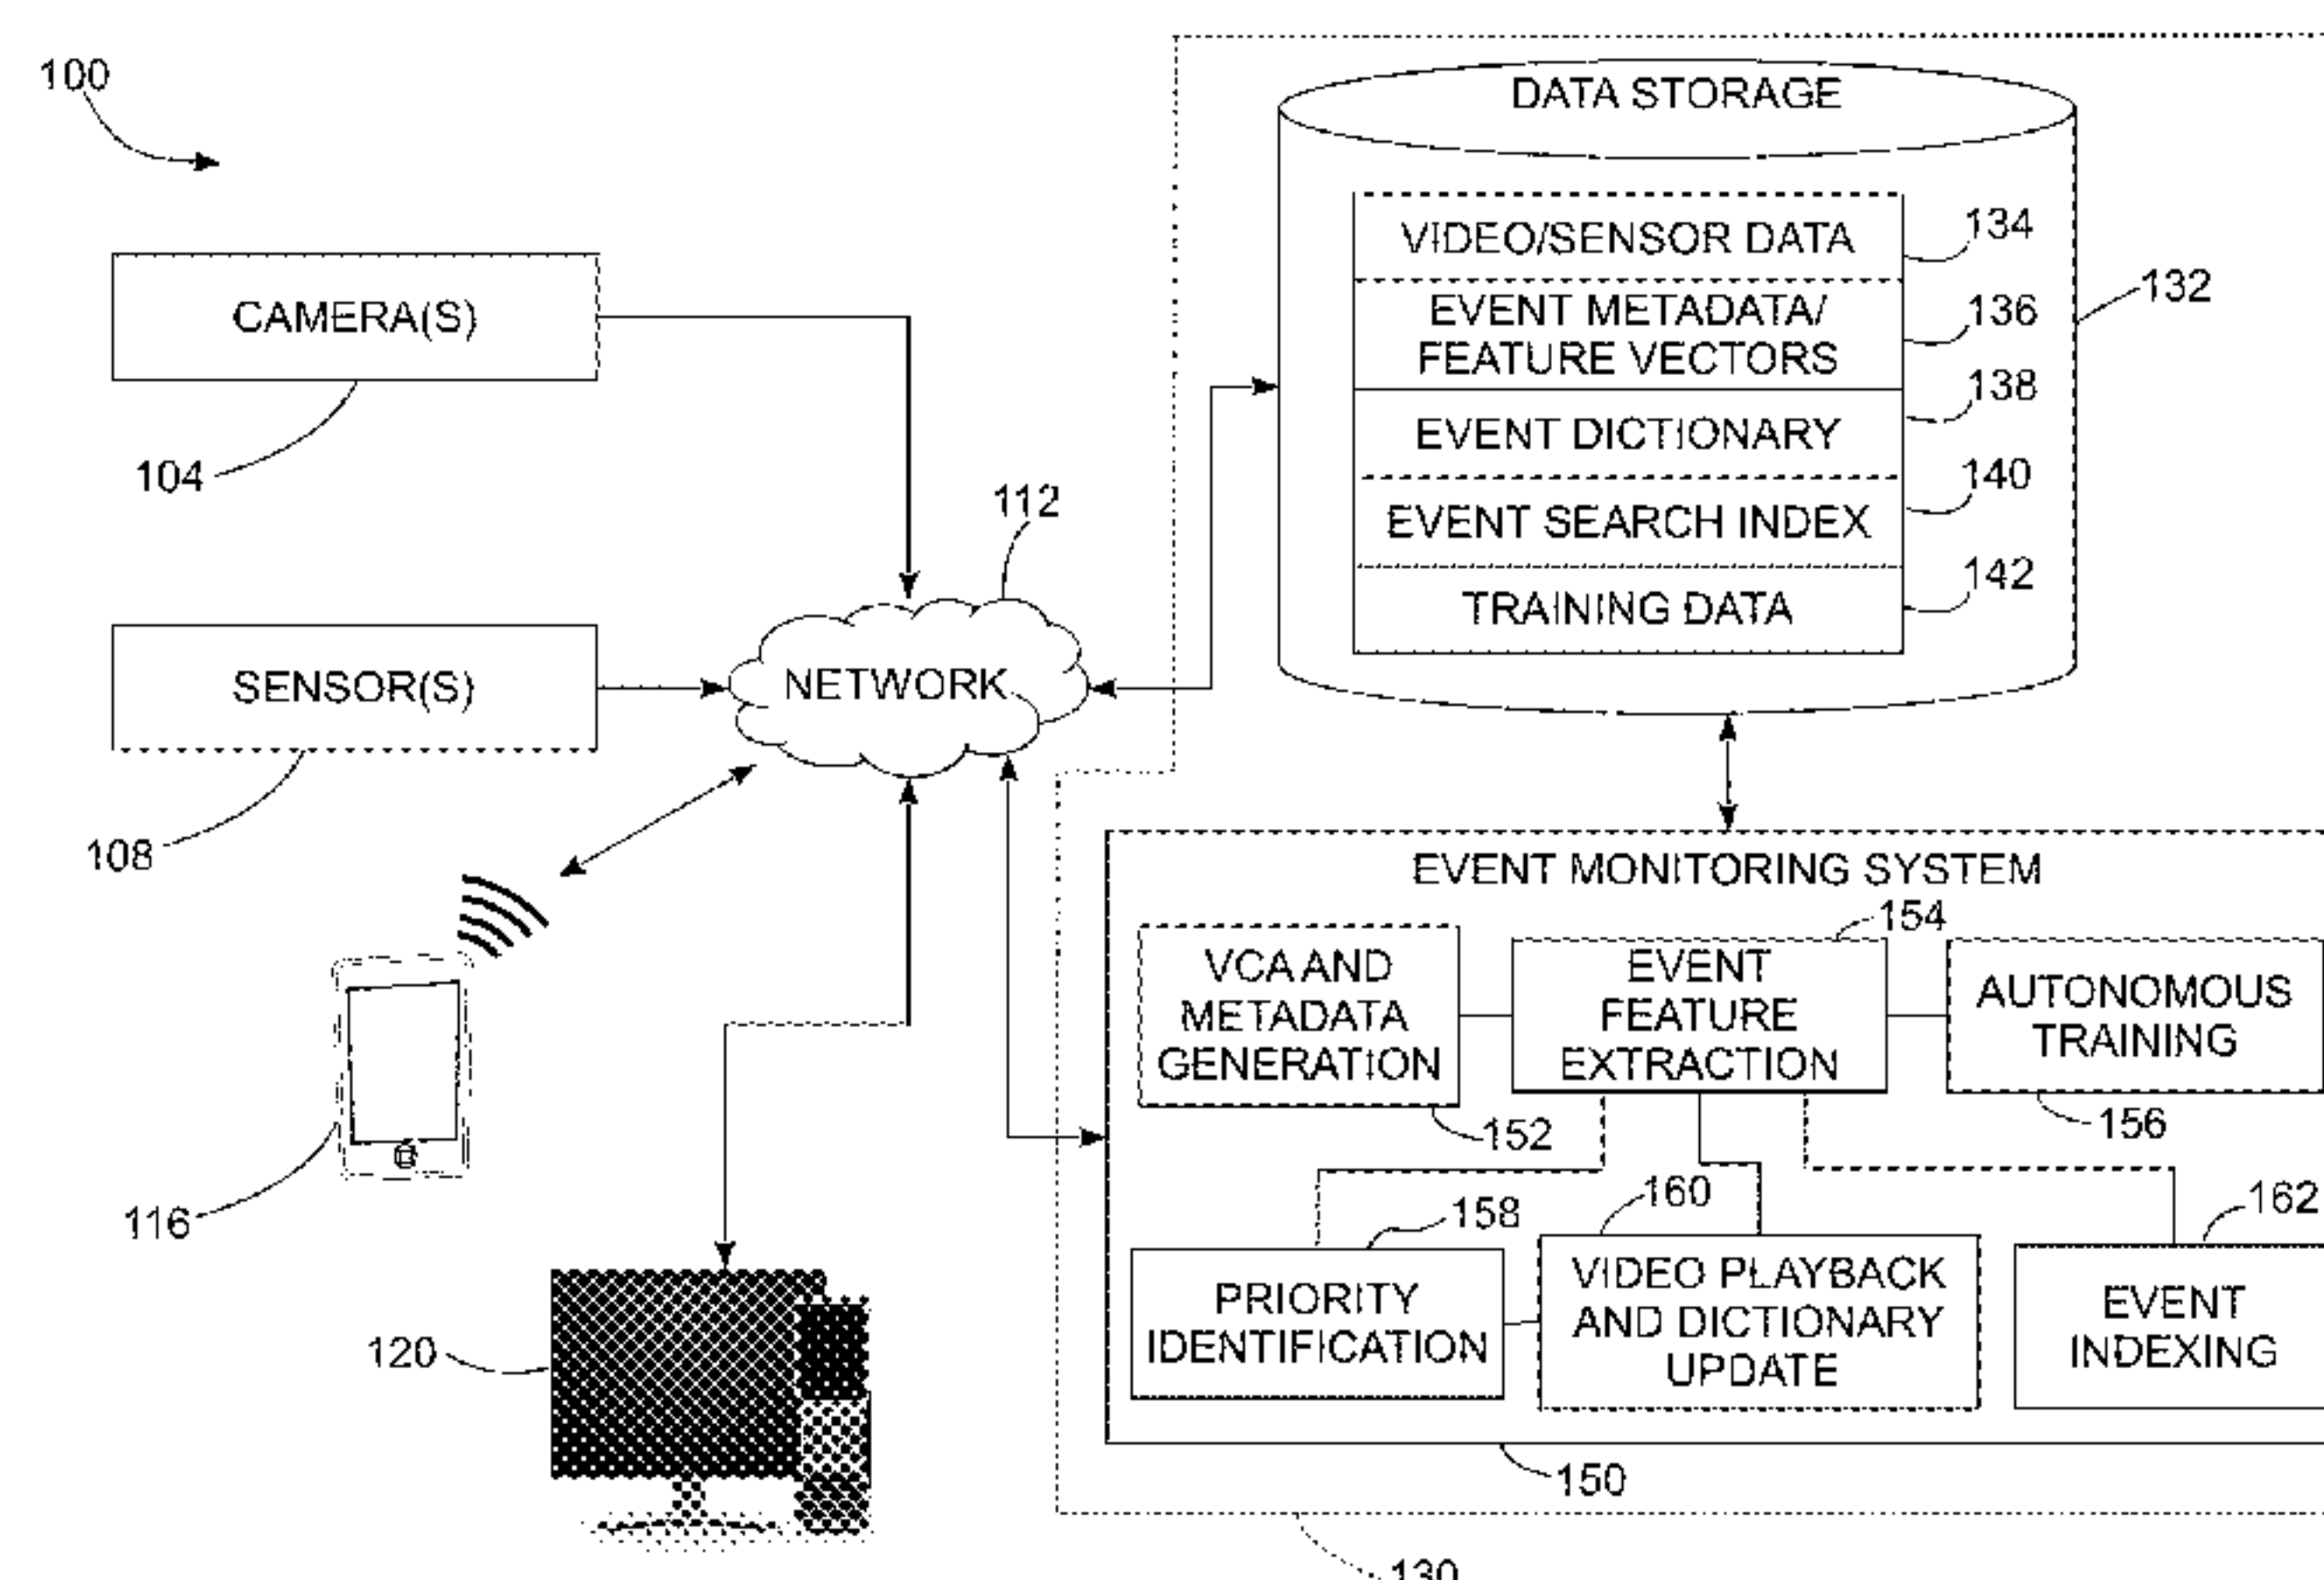 100
DATA STORAGE
VIDEO/SENSOR DATA
134
132
EVENT METADATA/
FEATURE VECTORS
136
CAMERA(S)
138
EVENT DICTIONARY
104
140
112
EVENT SEARCH INDEX
142
TRAINING DATA
SENSOR(S)
NETWORK
108
EVENT MONITORING SYSTEM
154
VCA AND
METADATA
GENERATION
EVENT
FEATURE
EXTRACTION
AUTONOMOUS
TRAINING
152
156
116
158
160
162
PRIORITY
IDENTIFICATION
VIDEO PLAYBACK
AND DICTIONARY
UPDATE
EVENT
INDEXING
120
150
130